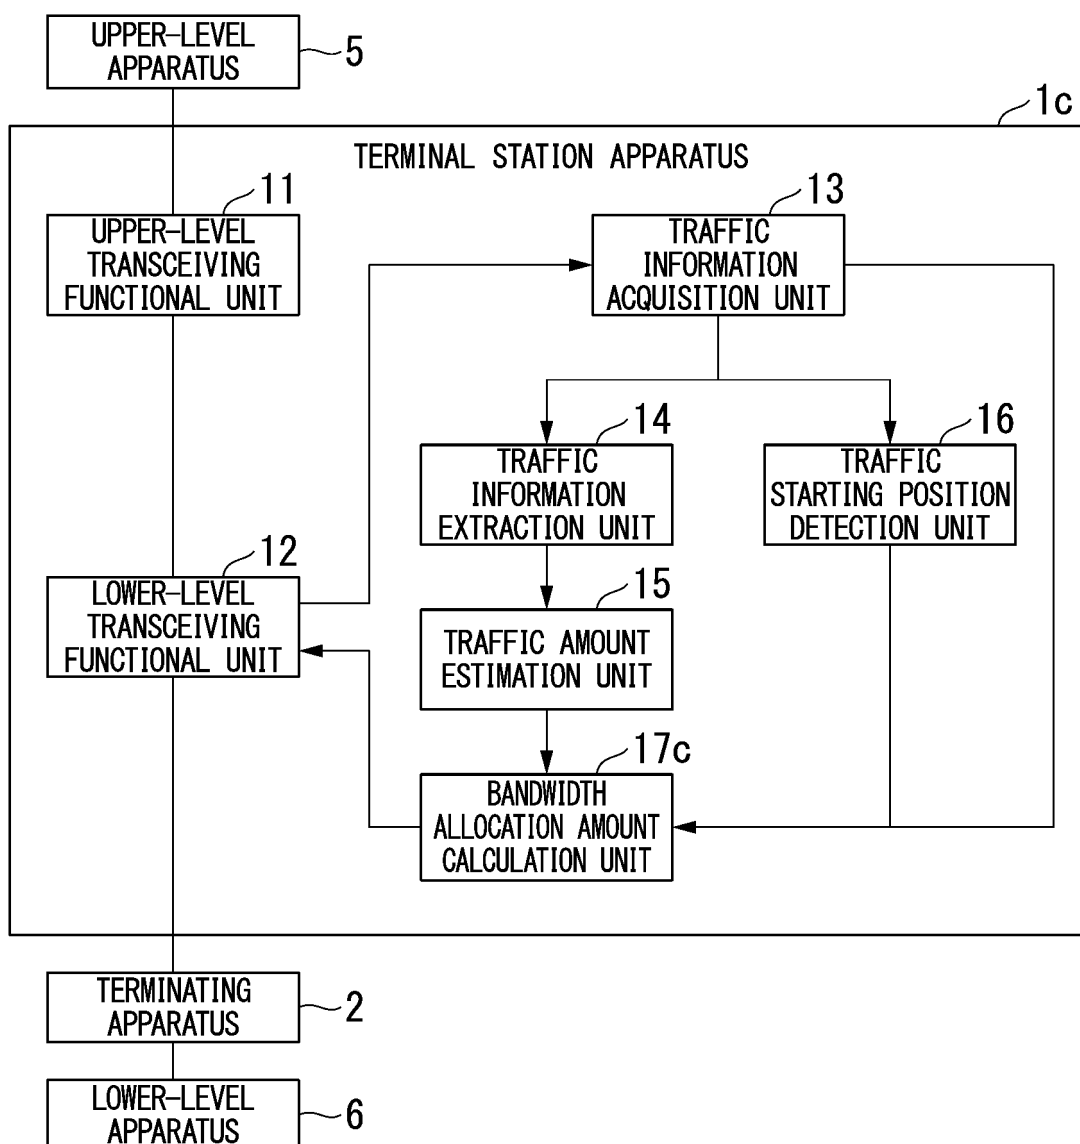 UPPER-LEVEL
APPARATUS
5
1c
TERMINAL STATION APPARATUS
11
UPPER-LEVEL
TRANSCEIVING
FUNCTIONAL UNIT
13
TRAFFIC
INFORMATION
ACQUISITION UNIT
14
TRAFFIC
INFORMATION
EXTRACTION UNIT
16
TRAFFIC
STARTING POSITION
DETECTION UNIT
12
LOWER-LEVEL
TRANSCEIVING
FUNCTIONAL UNIT
15
TRAFFIC AMOUNT
ESTIMATION UNIT
17c
BANDWIDTH
ALLOCATION AMOUNT
CALCULATION UNIT
TERMINATING
APPARATUS
2
LOWER-LEVEL
APPARATUS
6